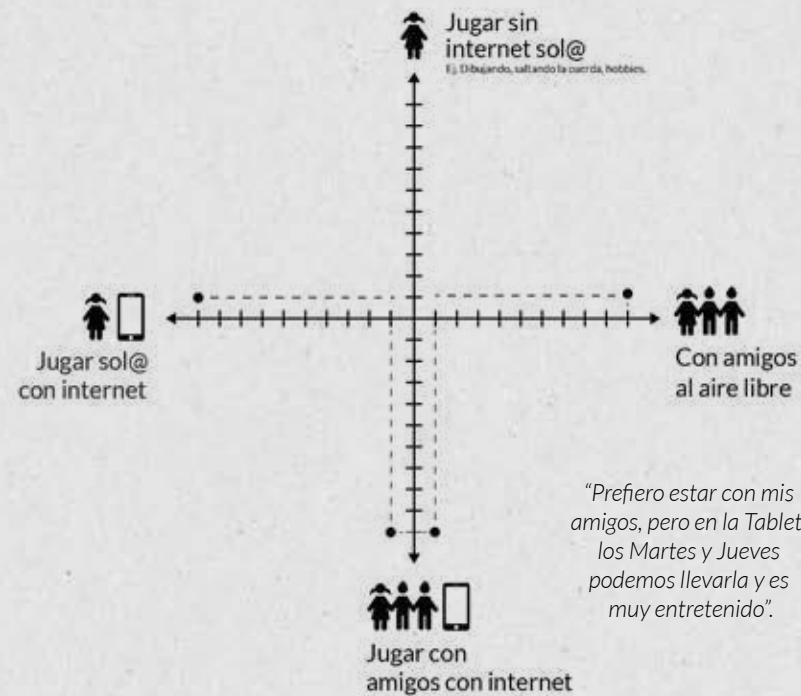 Jugar sin
internet sol@
Ej. Dibujando, saltando la cuerda, hobbies.
Jugar sol@
con internet
Con amigos
al aire libre
“Prefiero estar con mis
amigos, pero en la Tablet
los Martes y Jueves
podemos llevarla y es
muy entretenido”.
Jugar con
amigos con internet